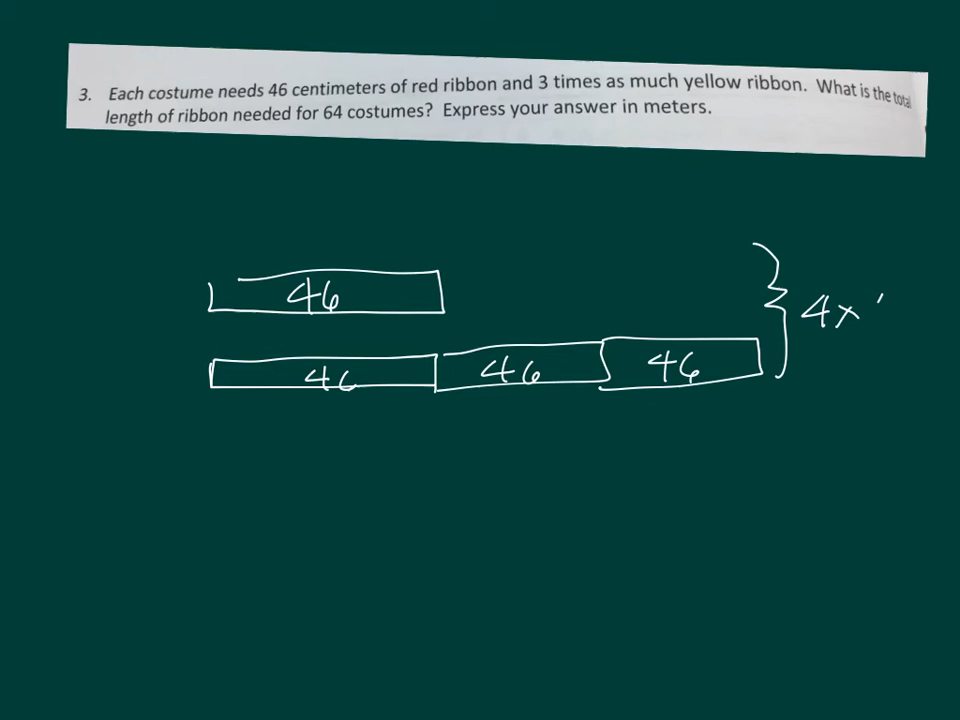 3. Each costume needs 46 centimeters of red ribbon and 3 times as much yellow ribbon. What is the total
length of ribbon needed for 64 costumes? Express your answer in meters.
46
46 46 46
4x